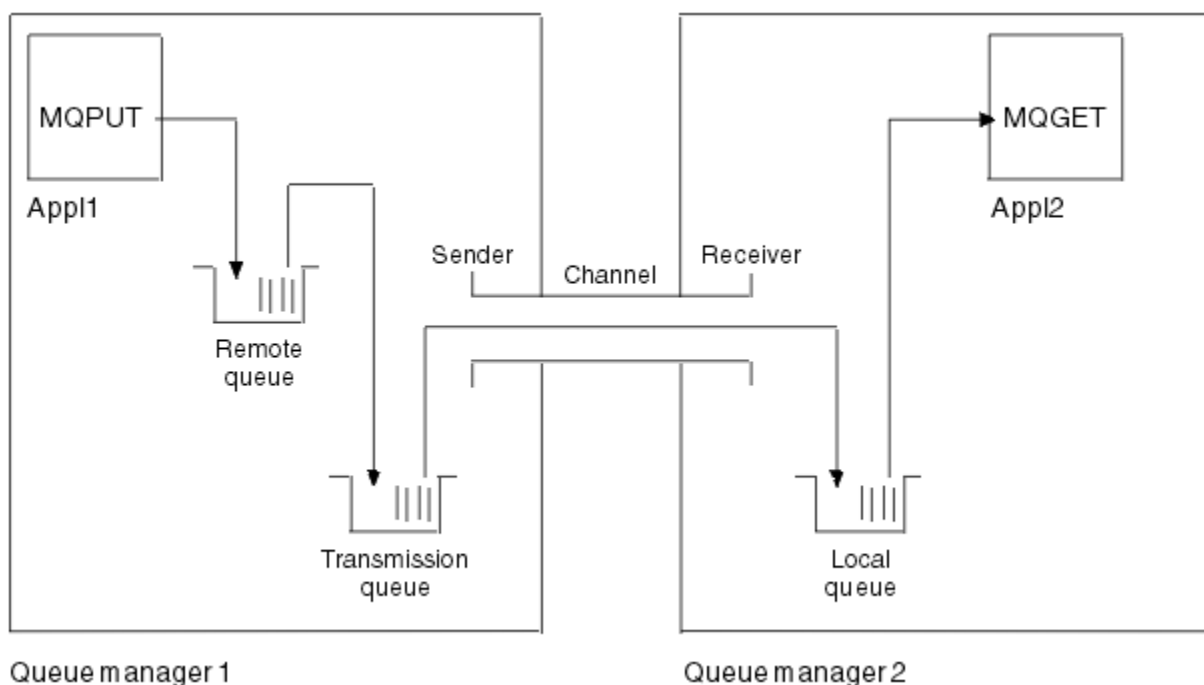 MQPUT
MQGET
Appl1
Appl2
Sender
Channel
Receiver
Remote
queue
Transmission
queue
Local
queue
Queue manager 1
Queue manager 2